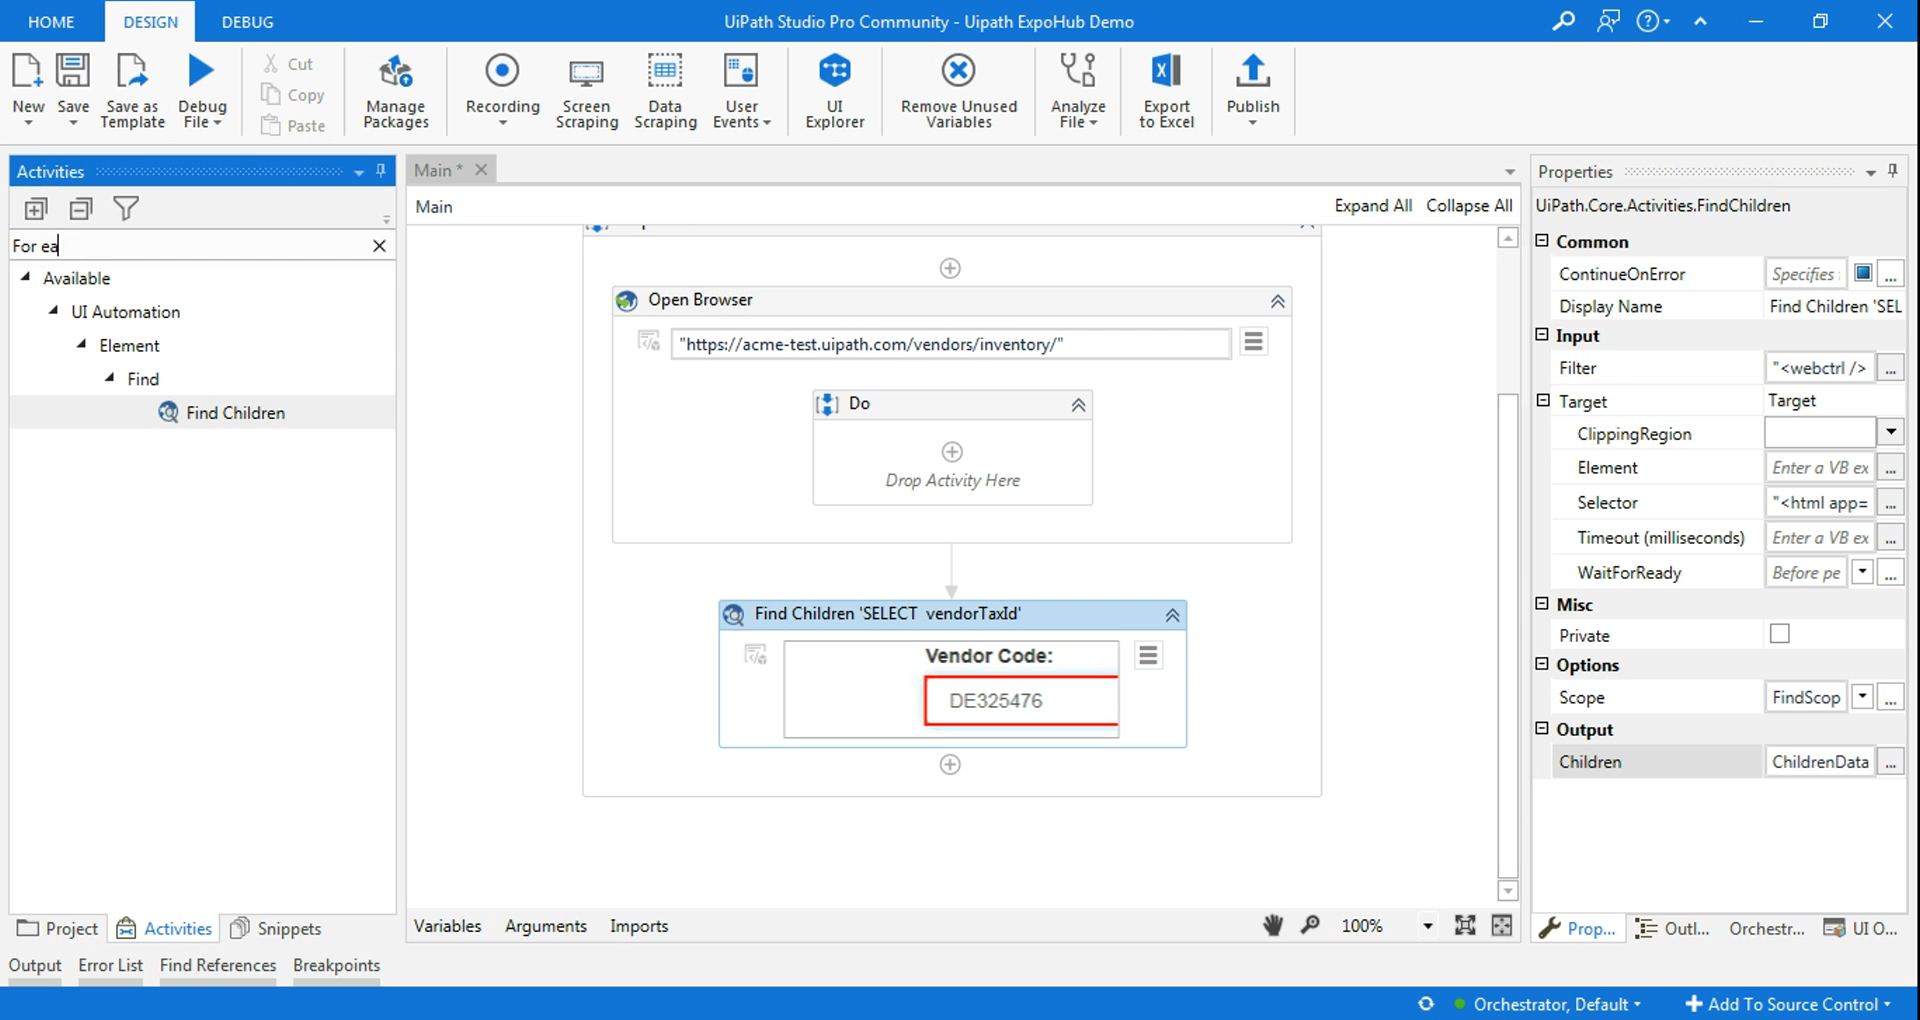 HOME DESIGN DEBUG UiPath Studio Pro Community - Uipath ExpoHub Demo
New
Save
Save as
Template
Debug
File
Cut
Copy
Paste
Manage
Packages
Recording
Screen
Scraping
Data
Scraping
User
Events
UI
Explorer
Remove Unused
Variables
Analyze
File
Export
to Excel
Publish
Activities
For ea
Available
UI Automation
Element
Find
Find Children
Project Activities Snippets
Main *
Main Expand All Collapse All
Open Browser
"https://acme-test.uipath.com/vendors/inventory/"
Do
Drop Activity Here
Find Children 'SELECT vendorTaxId'
Vendor Code:
DE325476
Variables Arguments Imports 100%
Properties
UiPath.Core.Activities.FindChildren
Common
ContinueOnError Specifies ...
Display Name Find Children 'SEL
Input
Filter "<webctrl /> ...
Target Target
ClippingRegion
Element Enter a VB ex ...
Selector "<html app= ...
Timeout (milliseconds) Enter a VB ex ...
WaitForReady Before pe ...
Misc
Private
Options
Scope FindScop ...
Output
Children ChildrenData ...
Prop... Outl... Orchestr... UI O...
Output Error List Find References Breakpoints
Orchestrator, Default Add To Source Control